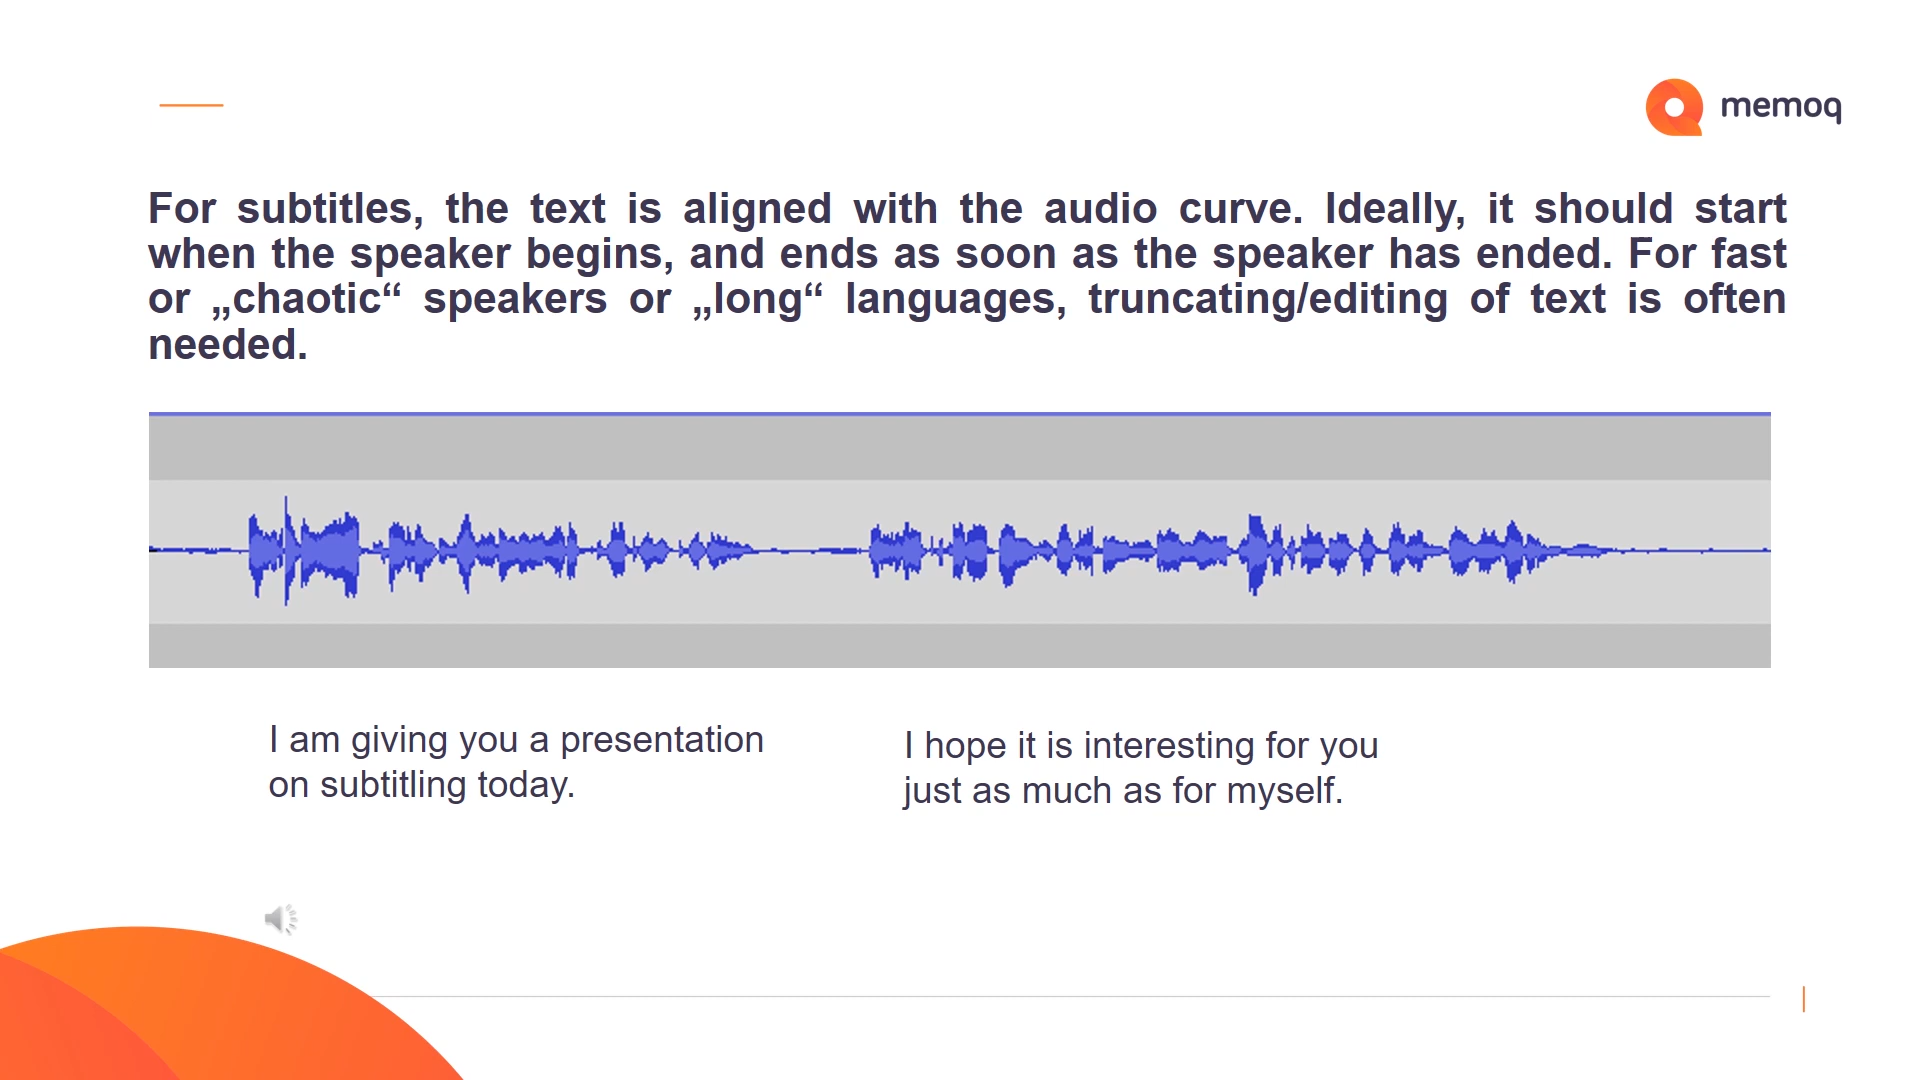 memoq
For subtitles, the text is aligned with the audio curve. Ideally, it should start
when the speaker begins, and ends as soon as the speaker has ended. For fast
or „chaotic“ speakers or „long“ languages, truncating/editing of text is often
needed.
I am giving you a presentation
on subtitling today.
I hope it is interesting for you
just as much as for myself.